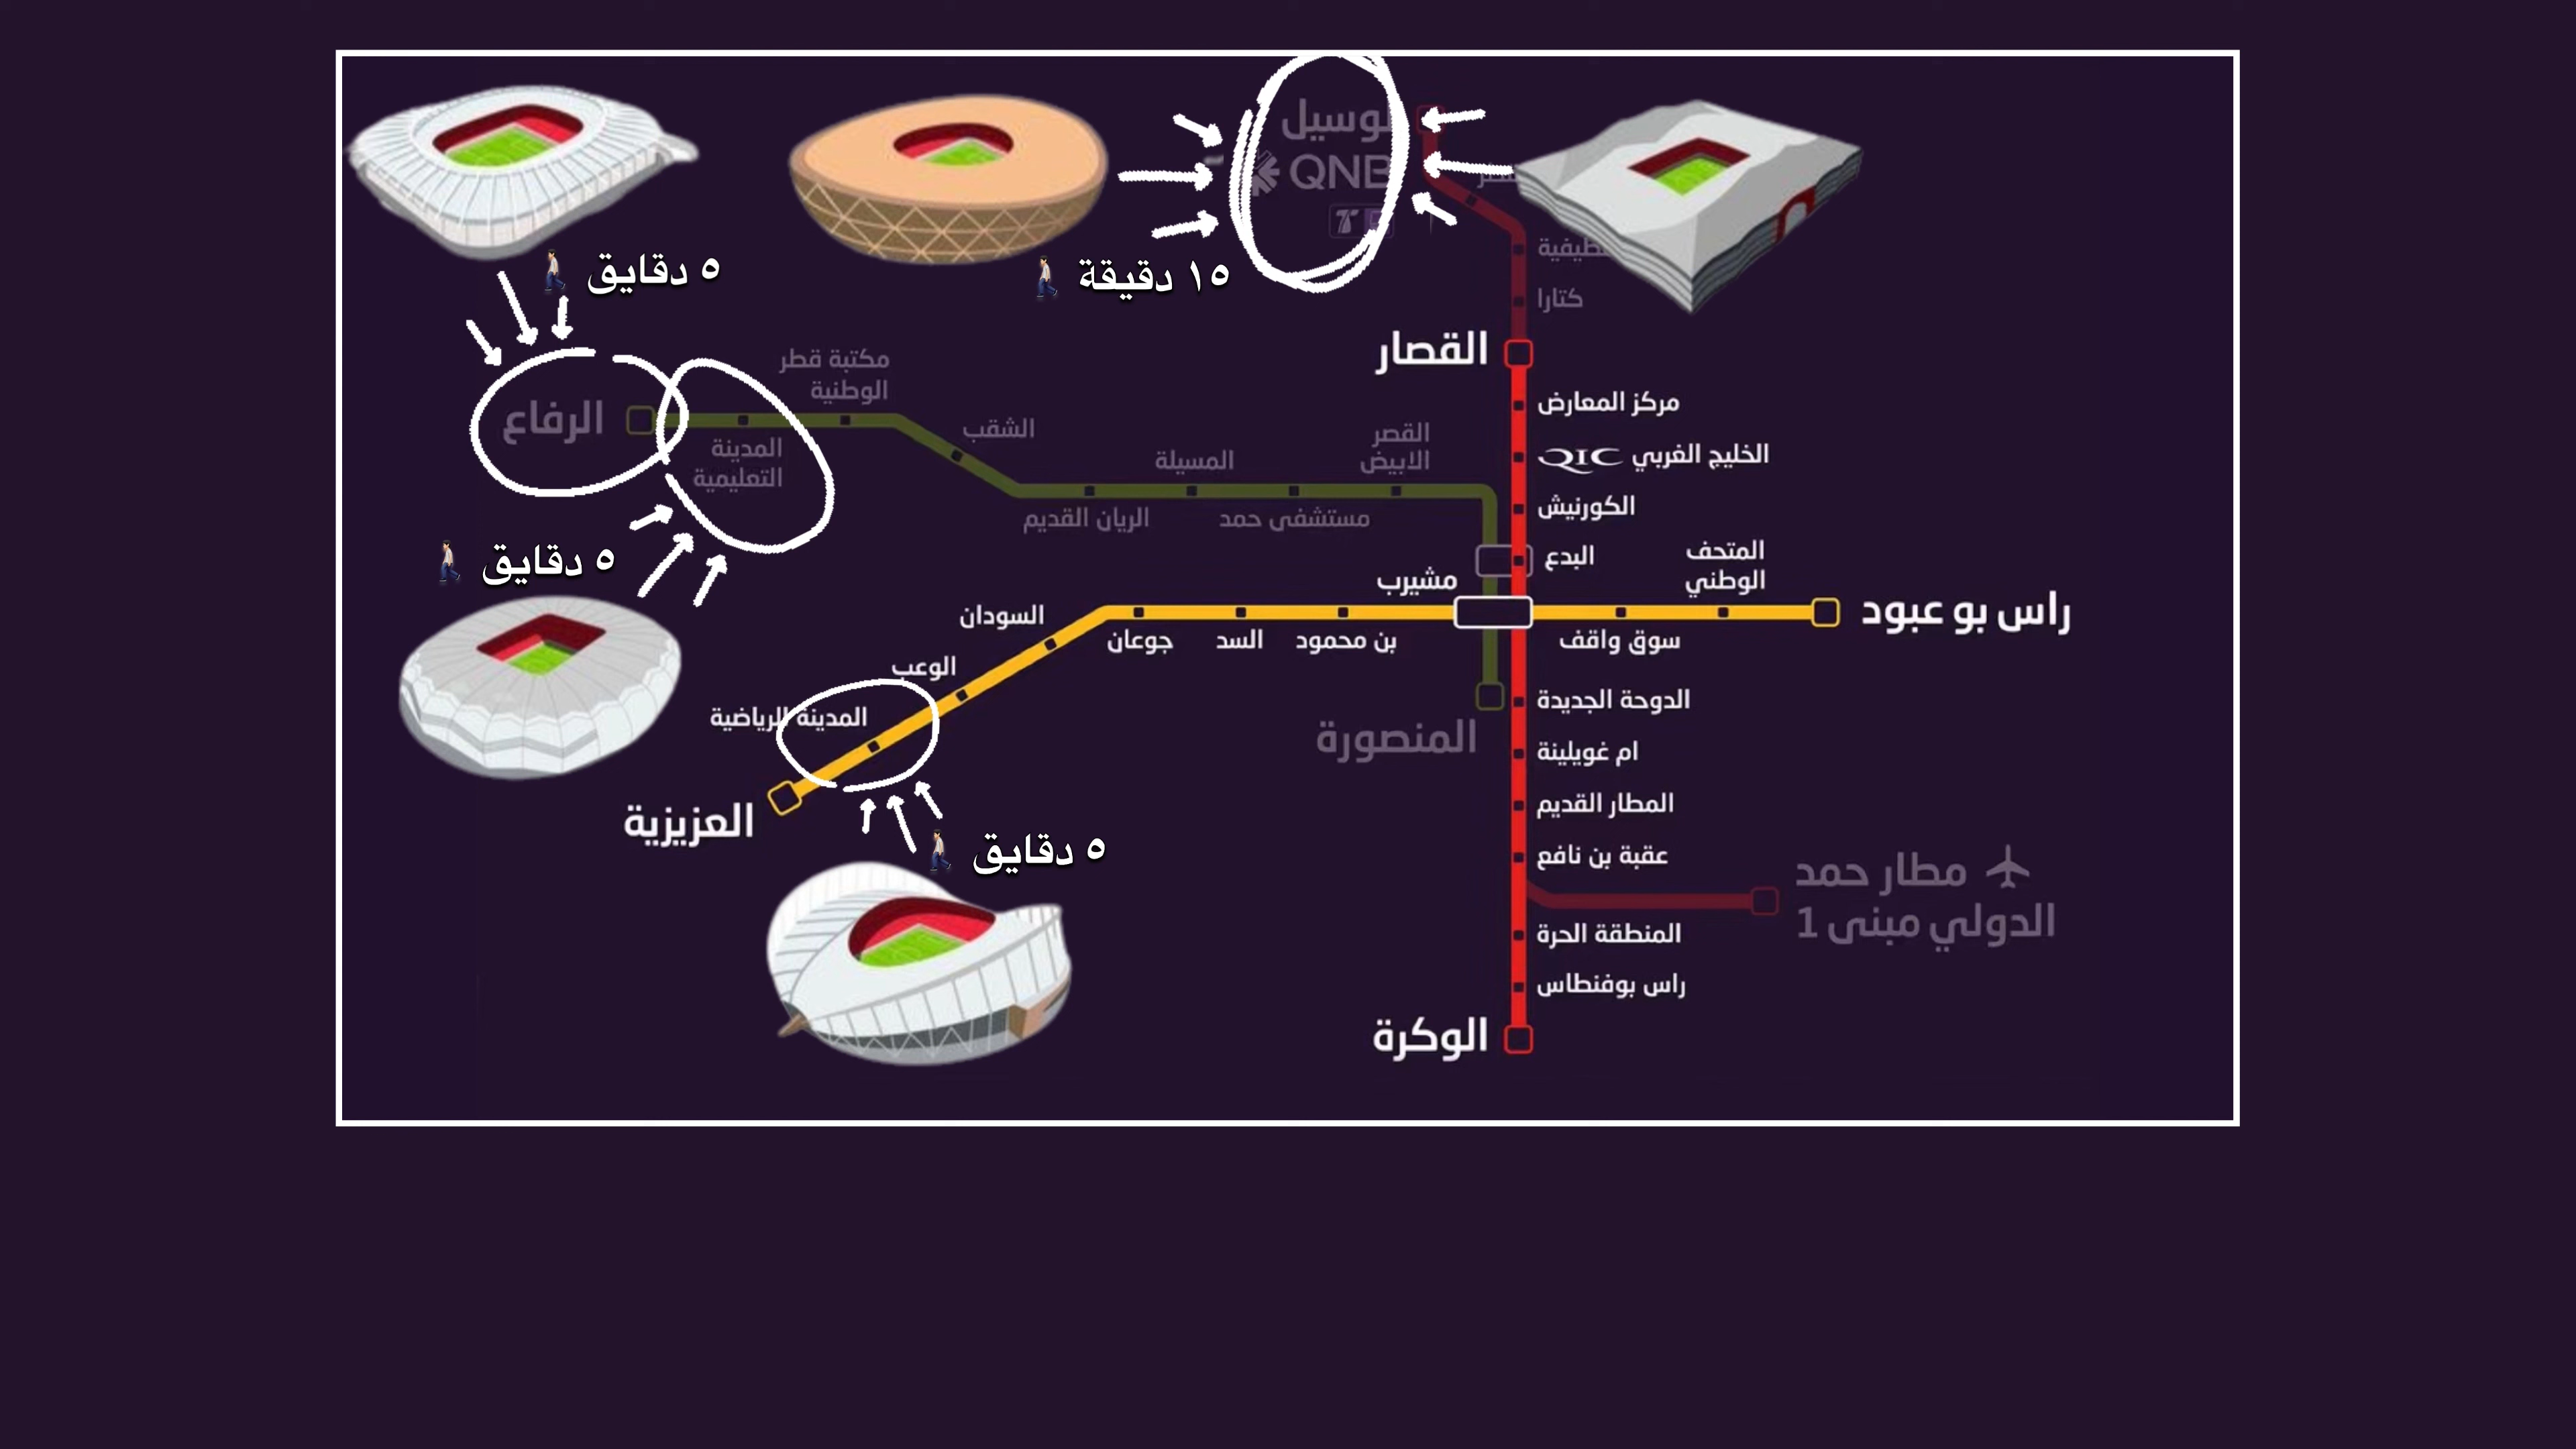 لوسيل
QNB
٥ دقايق
١٥ دقيقة
كتارا
القصار
مركز المعارض
الخليج الغربي QIC
الكورنيش
البدع
المتحف
الوطني
راس بو عبود
سوق واقف
مشيرب
بن محمود
السد
جوعان
السودان
الوعب
المدينة الرياضية
العزيزية
٥ دقايق
٥ دقايق
الرفاع
المدينة
التعليمية
مكتبة قطر
الوطنية
الشقب
الريان القديم
المسيلة
مستشفى حمد
القصر
الابيض
المنصورة
الدوحة الجديدة
ام غويلينة
المطار القديم
عقبة بن نافع
مطار حمد
الدولي مبنى 1
المنطقة الحرة
راس بوفنطاس
الوكرة